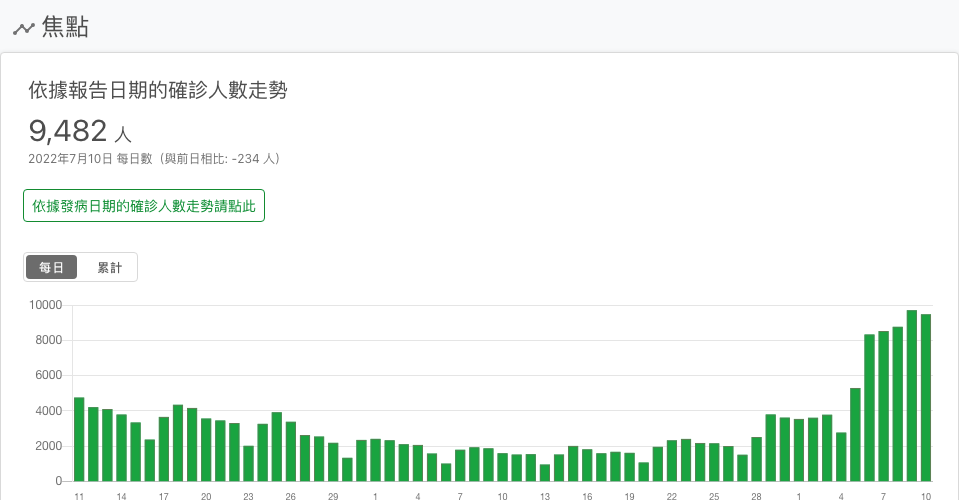 焦點
依據報告日期的確診人數走勢
9,482 人
2022年7月10日 每日數（與前日相比: -234 人）
依據發病日期的確診人數走勢請點此
每日 累計
10000
8000
6000
4000
2000
0
11 14 17 20 23 26 29 1 4 7 10 13 16 19 22 25 28 1 4 7 10